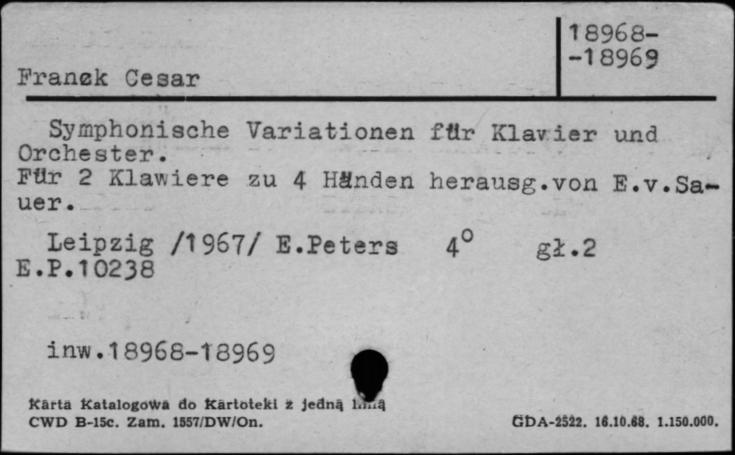 18968-
-18969
Franck Cesar
Symphonische Variationen für Klavier und
Orchester.
Für 2 Klawiere zu 4 Händen herausg.von E.v.Sa-
uer.
Leipzig /1967/ E.Peters 4° gł.2
E.P.10238
inw.18968-18969
Karta Katalogowa do Kartoteki z jedną linią
CWD B-15c. Zam. 1557/DW/On.
GDA-2522. 16.10.68. 1.150.000.